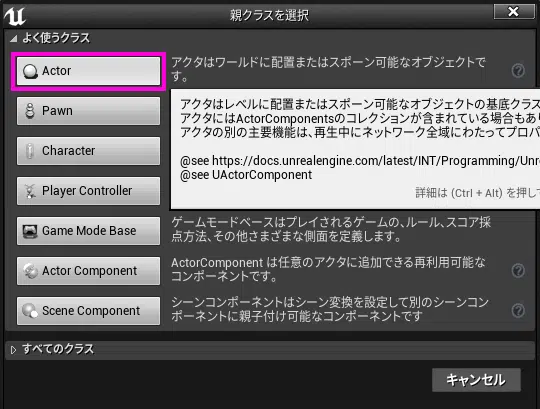 親クラスを選択
よく使うクラス
Actor
アクタはワールドに配置またはスポーン可能なオブジェクトで
す。
アクタはレベルに配置またはスポーン可能なオブジェクトの基底クラス
Pawn
アクタにはActorComponentsのコレクションが含まれている場合もあり
アクタの別の主要機能は、再生中にネットワーク全域にわたってプロパ
Character
@see https://docs.unrealengine.com/latest/INT/Programming/Unr
@see UActorComponent
Player Controller
詳細は (Ctrl + Alt) を押して
Game Mode Base
ゲームモードベースはプレイされるゲームの、ルール、スコア採
点方法、その他さまざまな側面を定義します。
Actor Component
ActorComponent は任意のアクタに追加できる再利用可能な
コンポーネントです。
Scene Component
シーンコンポーネントはシーン変換を設定して別のシーンコン
ポーネントに親子付け可能なコンポーネントです
すべてのクラス
キャンセル